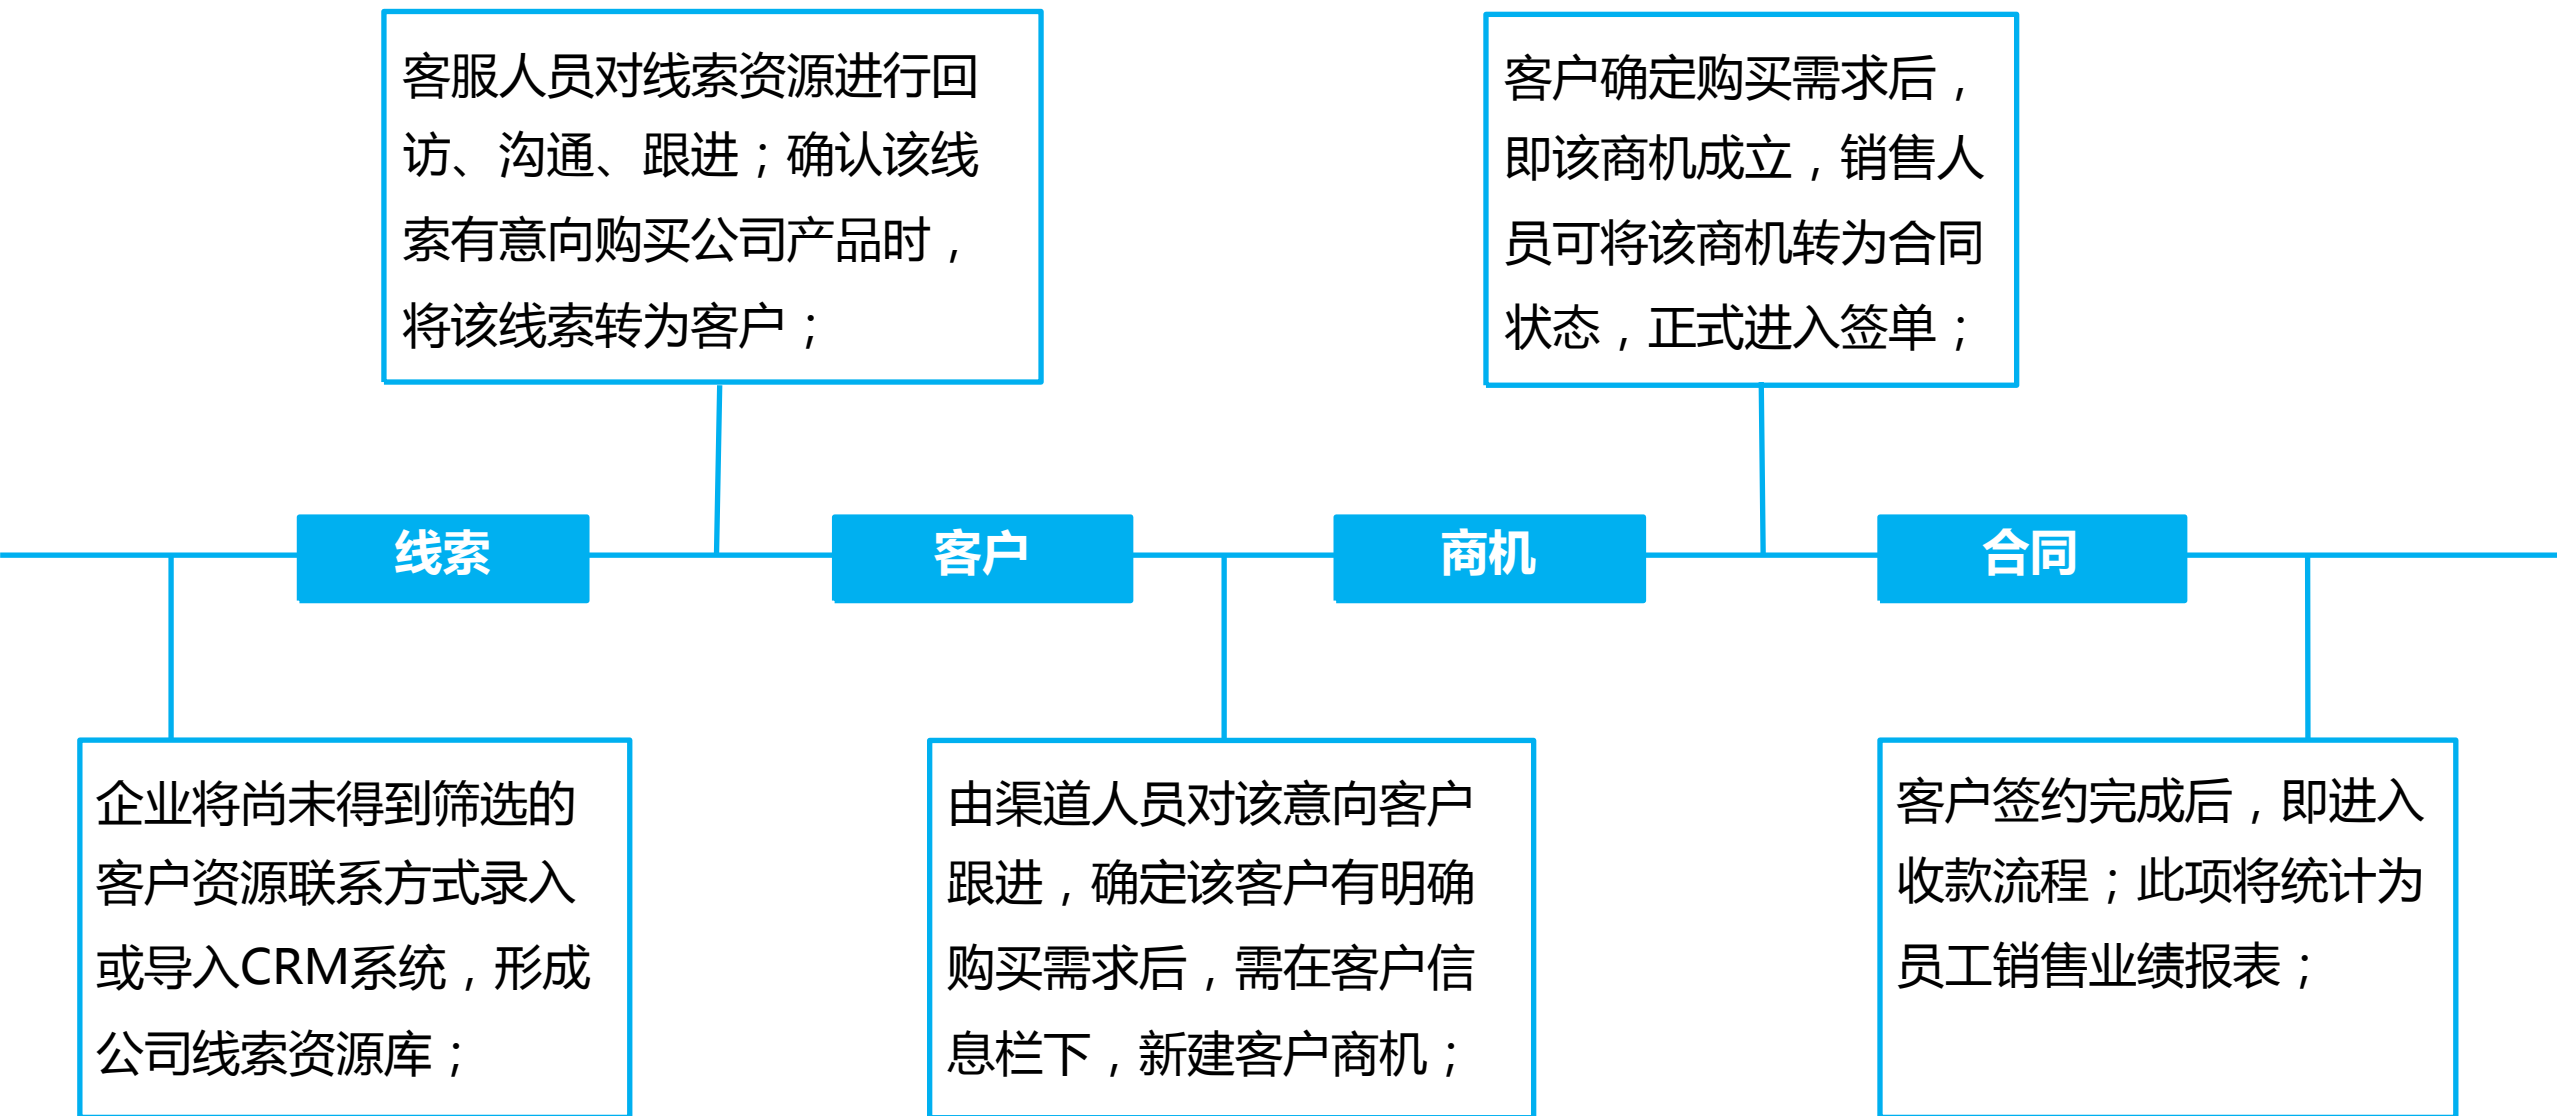 客服人员对线索资源进行回
访、沟通、跟进；确认该线
索有意向购买公司产品时，
将该线索转为客户；
客户确定购买需求后，
即该商机成立，销售人
员可将该商机转为合同
状态，正式进入签单；
线索
客户
商机
合同
企业将尚未得到筛选的
客户资源联系方式录入
或导入CRM系统，形成
公司线索资源库；
由渠道人员对该意向客户
跟进，确定该客户有明确
购买需求后，需在客户信
息栏下，新建客户商机；
客户签约完成后，即进入
收款流程；此项将统计为
员工销售业绩报表；